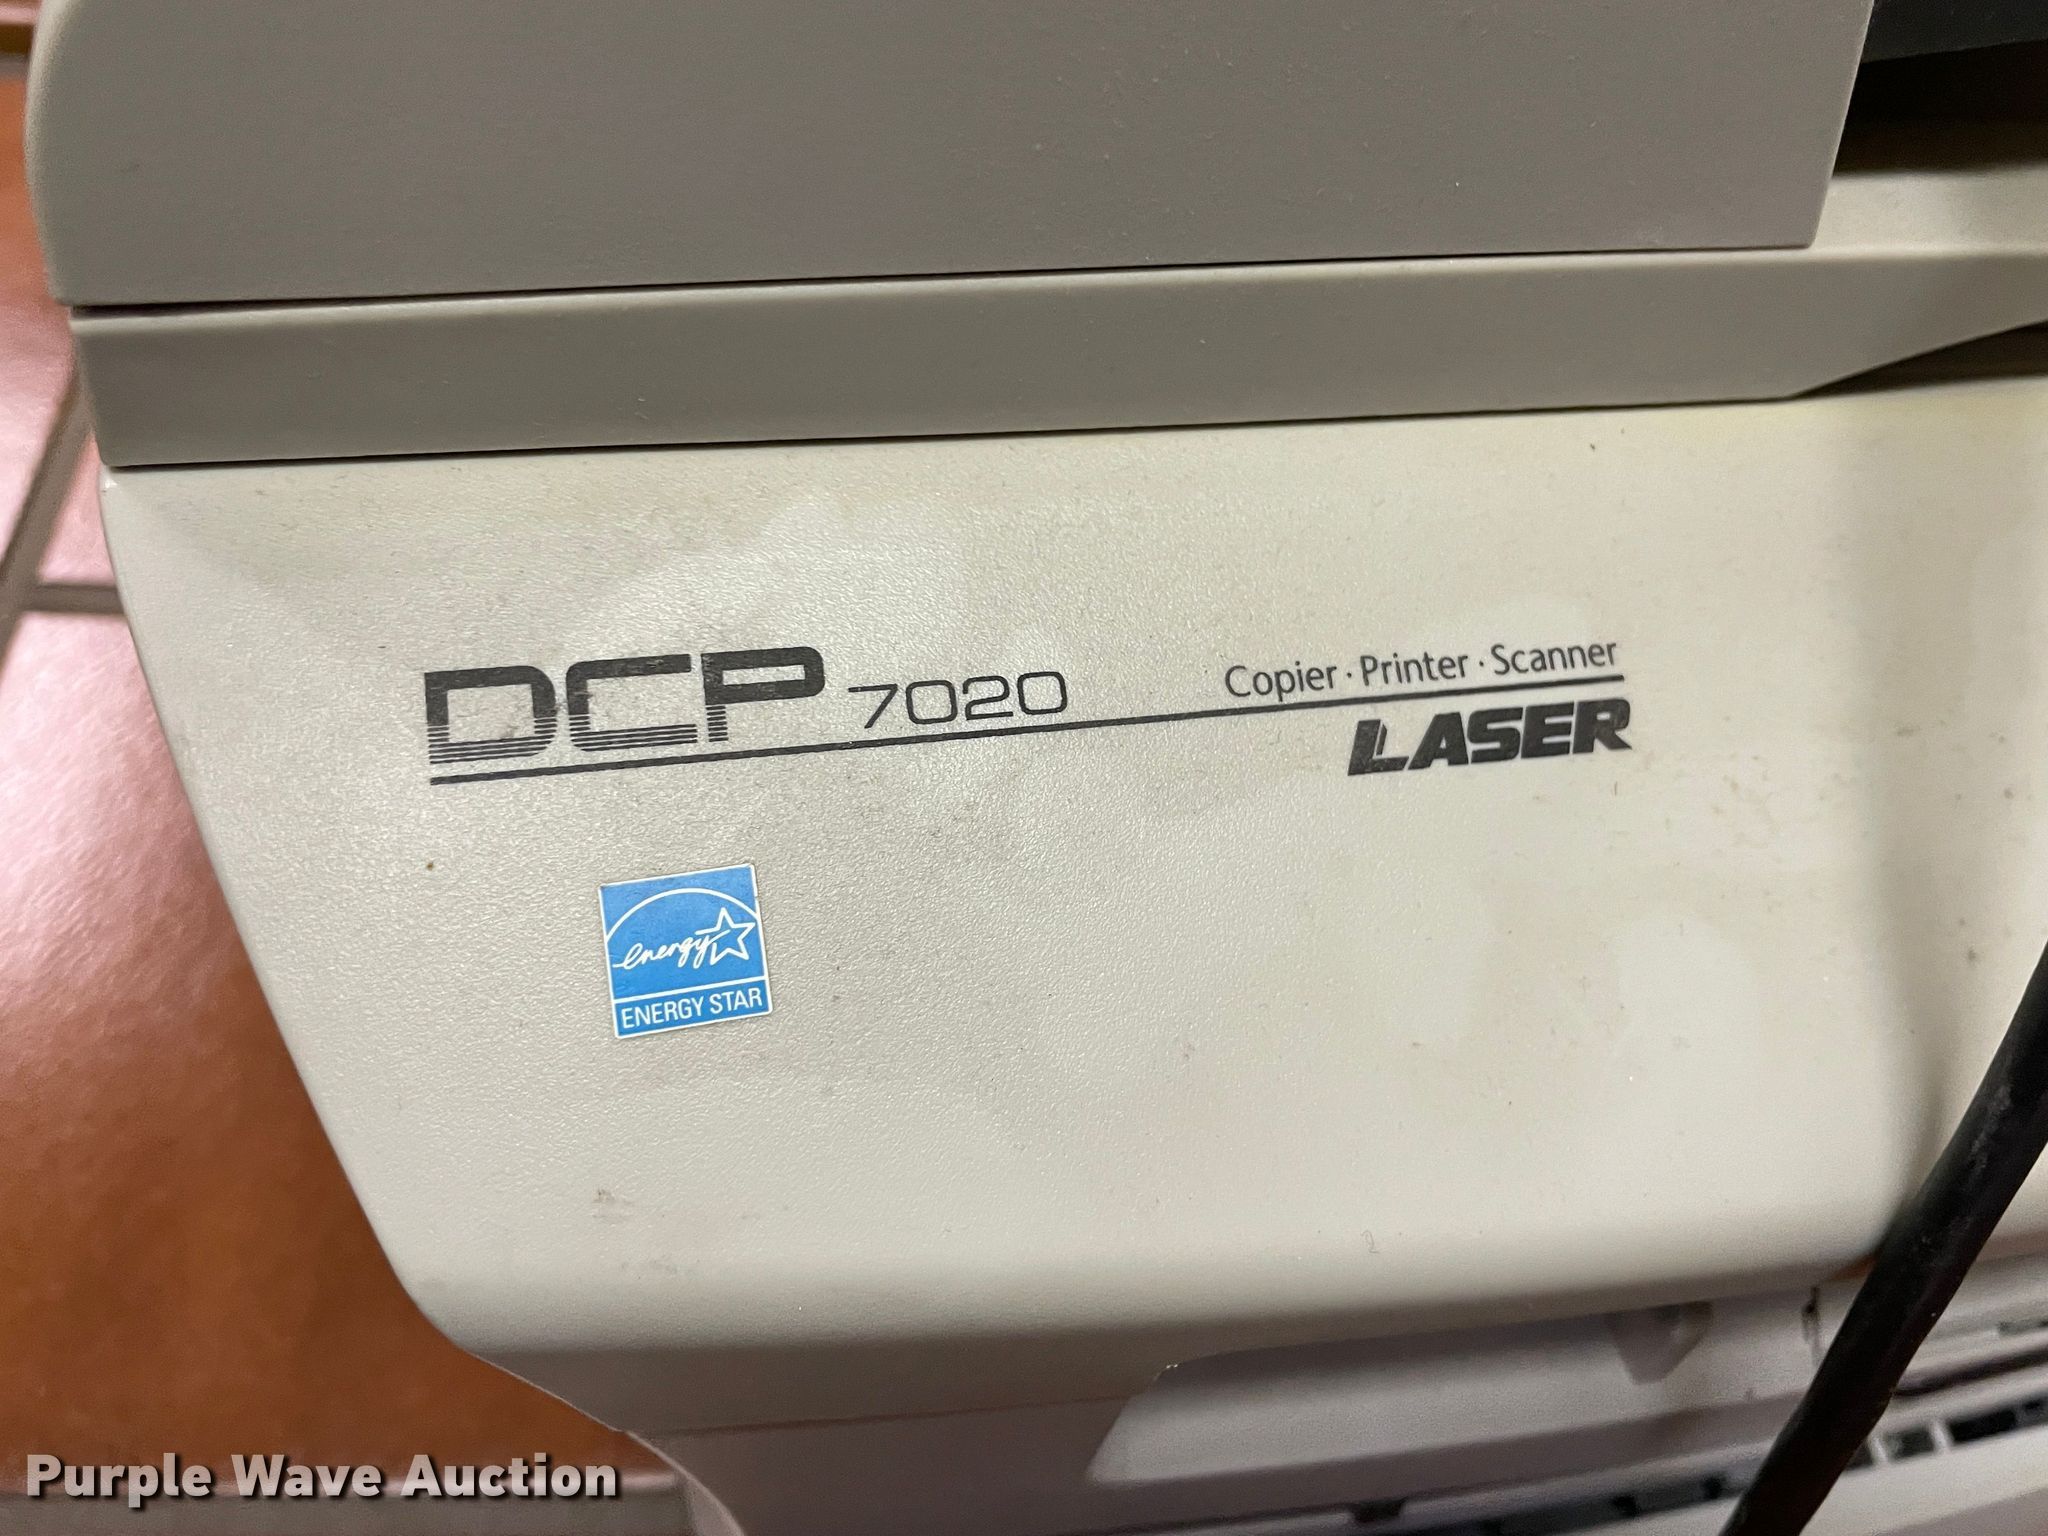 DCP 7020
Copier · Printer · Scanner
LASER
energy
ENERGY STAR
Purple Wave Auction